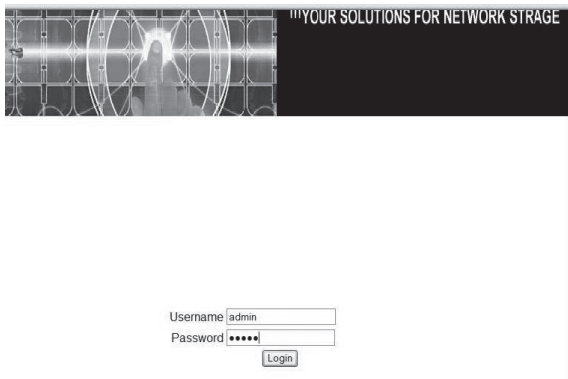 '''YOUR SOLUTIONS FOR NETWORK STRAGE
Username admin
Password •••••
Login